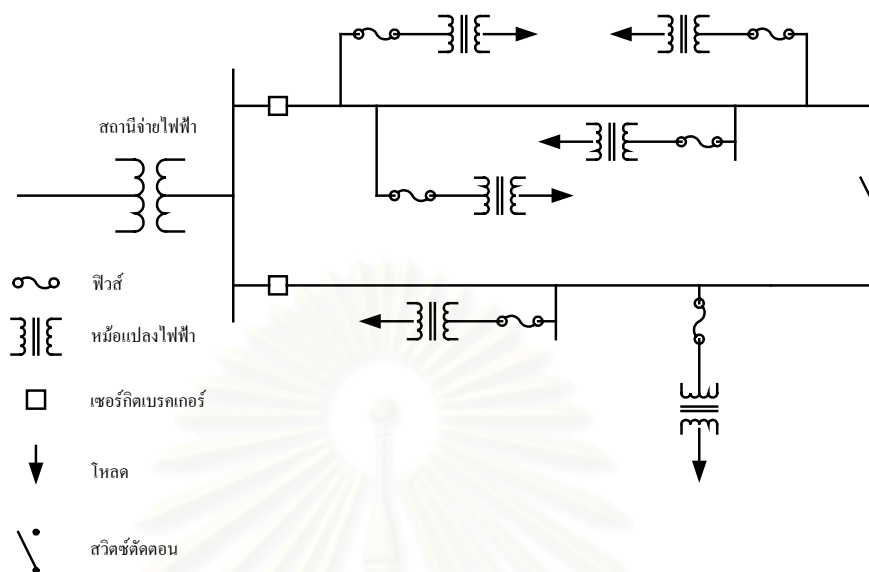 สถานีจ่ายไฟฟ้า
ฟิวส์
หม้อแปลงไฟฟ้า
เซอร์กิตเบรคเกอร์
โหลด
สวิตซ์ตัดตอน